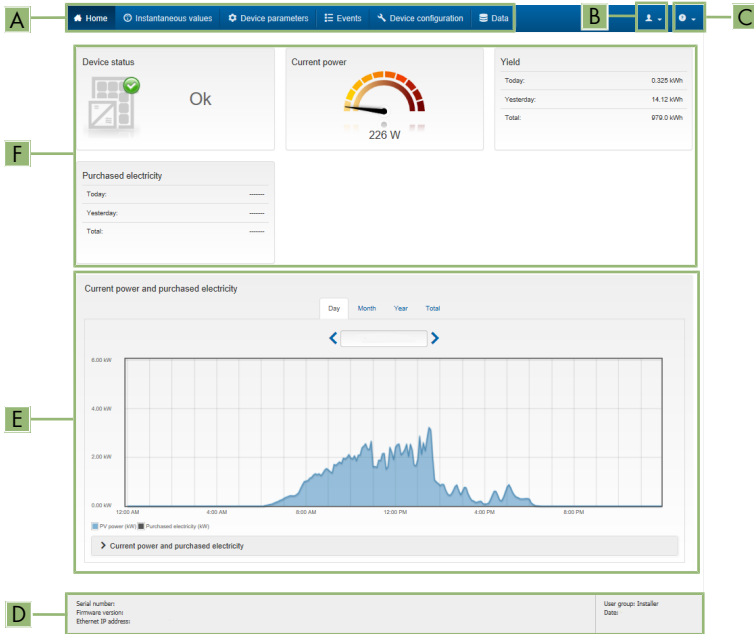 A
Home Instantaneous values Device parameters Events Device configuration Data
B
C
Device status
Ok
Current power
226 W
Yield
Today: 0.325 kWh
Yesterday: 14.12 kWh
Total: 979.0 kWh
F
Purchased electricity
Today: -------
Yesterday: -------
Total: -------
Current power and purchased electricity
Day Month Year Total
E
6.00 kW
4.00 kW
2.00 kW
0.00 kW
12:00 AM 4:00 AM 8:00 AM 12:00 PM 4:00 PM 8:00 PM
PV power (kW) Purchased electricity (kW)
Current power and purchased electricity
D
Serial number: User group: Installer
Firmware version: Date:
Ethernet IP address: